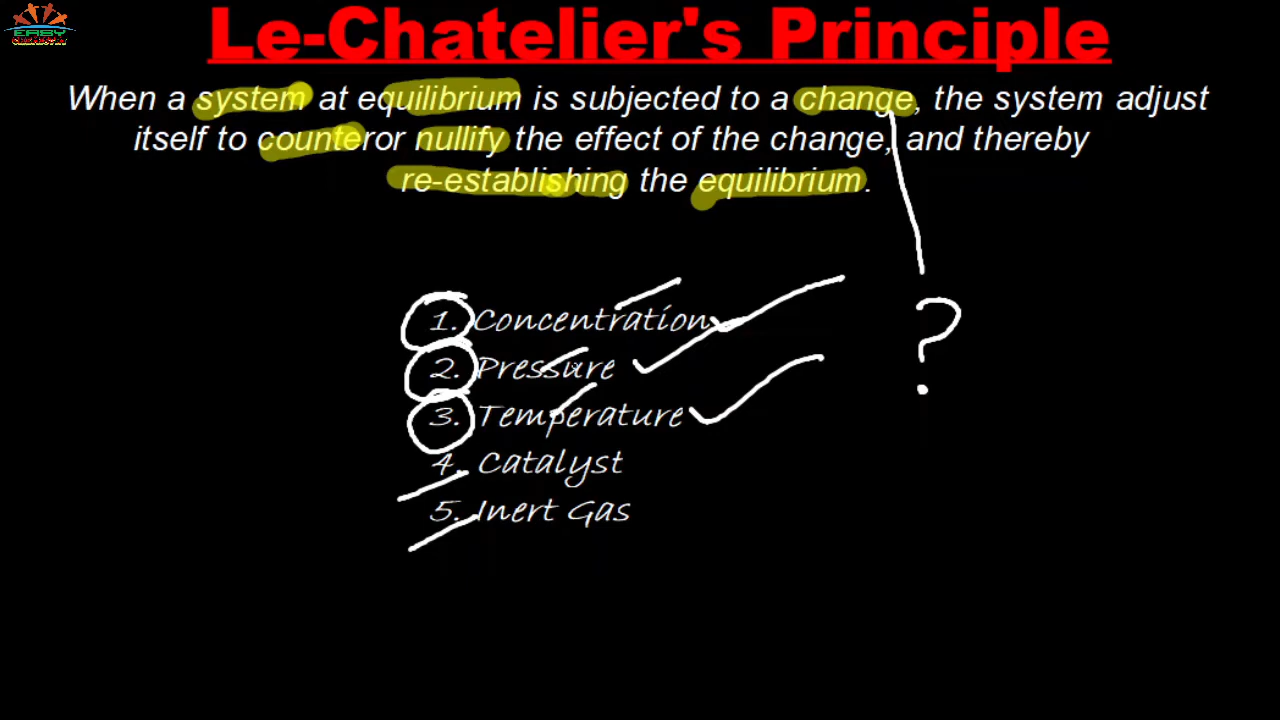 EASY
CHEMISTRY
Le-Chatelier's Principle
When a system at equilibrium is subjected to a change, the system adjust
itself to counteror nullify the effect of the change, and thereby
re-establishing the equilibrium.
1. Concentration
2. Pressure
3. Temperature
4. Catalyst
5. Inert Gas
?